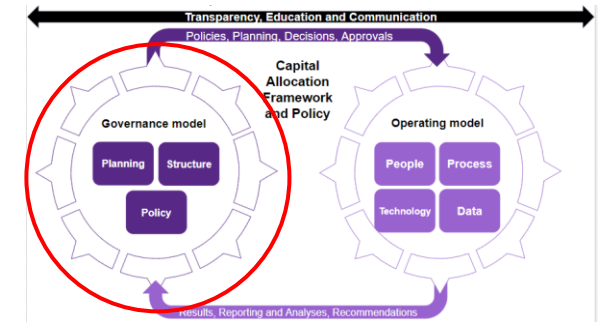 Transparency, Education and Communication
Policies, Planning, Decisions, Approvals
Capital
Allocation
Framework
and Policy
Governance model
Planning
Structure
Policy
Operating model
People
Process
Technology
Data
Results, Reporting and Analyses, Recommendations